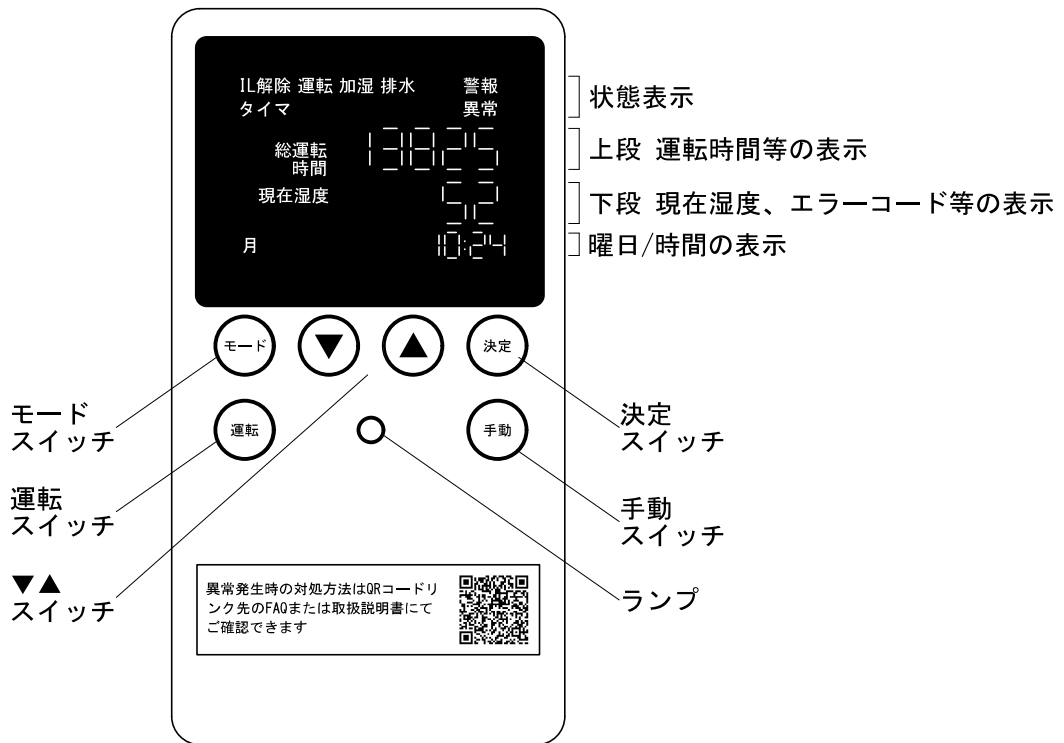 IL解除 運転 加湿 排水 警報
タイマ 異常
状態表示
総運転
時間
13825
上段 運転時間等の表示
現在湿度
52
下段 現在湿度、エラーコード等の表示
月 10:24
曜日/時間の表示
モード ▼ ▲ 決定
モード
スイッチ
決定
スイッチ
運転 手動
運転
スイッチ
手動
スイッチ
▼▲
スイッチ
ランプ
異常発生時の対処方法はQRコードリ
ンク先のFAQまたは取扱説明書にて
ご確認できます